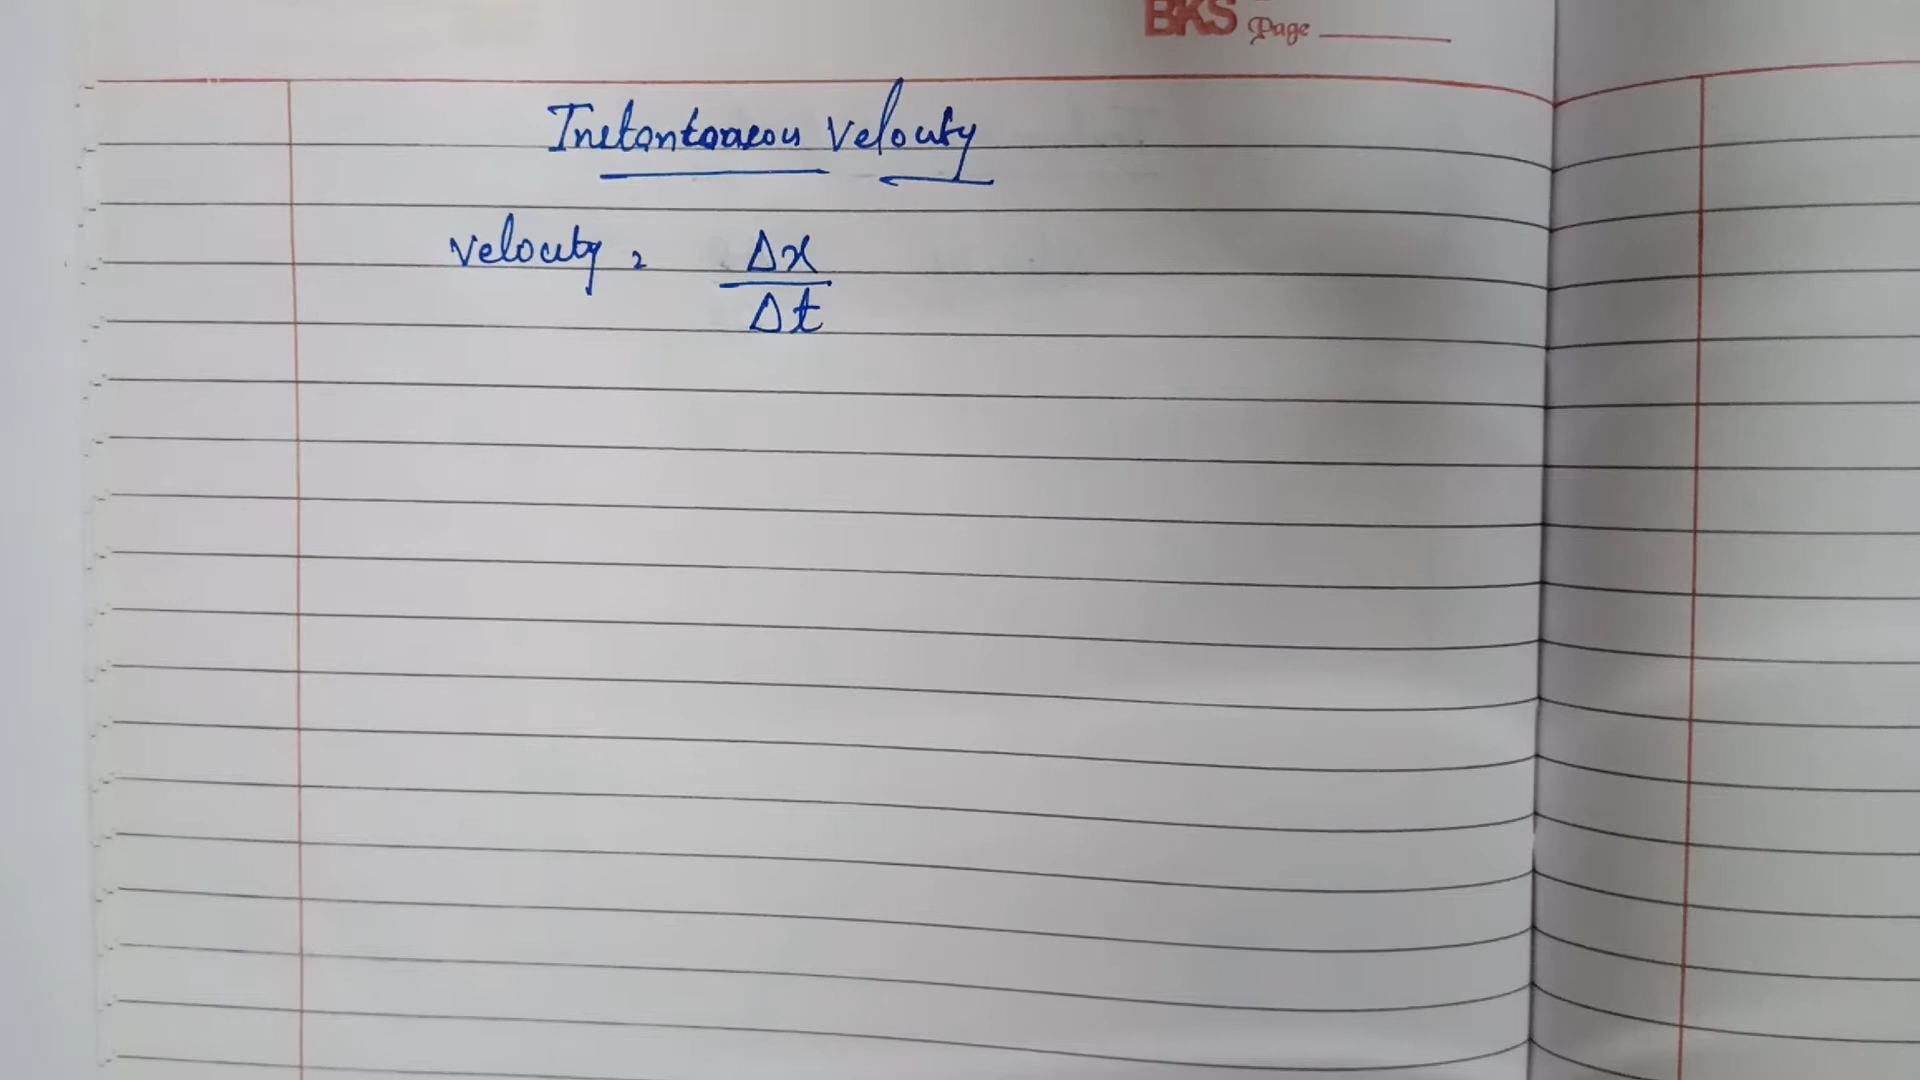 BKS Page
Instantaneous Velocity
Velocity = Δx
Δt